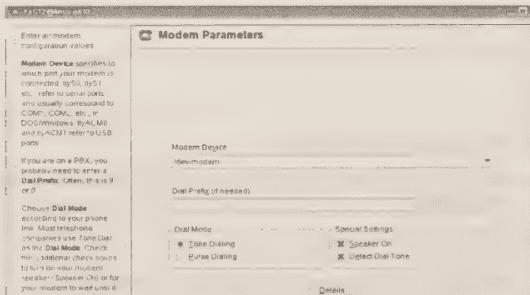 YaST2@linux
Enter all modem
configuration values.
Modem Device specifies to
which port your modem is
connected. ttyS0, ttyS1
etc., refer to serial ports
and usually correspond to
COM1, COM2, etc., in
DOS/Windows. ttyACM0
and ttyACM1 refer to USB
ports.
If you are on a PBX, you
probably need to enter a
Dial Prefix. Often, this is 9
or 0.
Choose Dial Mode
according to your phone
link. Most telephone
companies use Tone Dial
as the Dial Mode. Check
the additional check boxes
to turn on your modem
speaker (Speaker On) or for
your modem to wait until it
Modem Parameters
Modem Device
/dev/modem
Dial Prefix (if needed)
Dial Mode
Tone Dialing
Pulse Dialing
Special Settings
Speaker On
Detect Dial Tone
Details